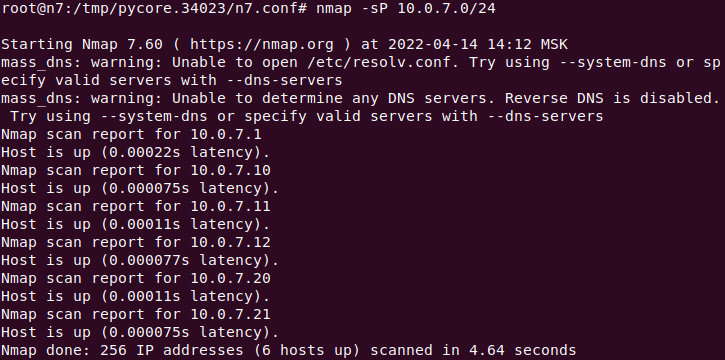 root@n7:/tmp/pycore.34023/n7.conf# nmap -sP 10.0.7.0/24
Starting Nmap 7.60 ( https://nmap.org ) at 2022-04-14 14:12 MSK
mass_dns: warning: Unable to open /etc/resolv.conf. Try using --system-dns or sp
ecify valid servers with --dns-servers
mass_dns: warning: Unable to determine any DNS servers. Reverse DNS is disabled.
 Try using --system-dns or specify valid servers with --dns-servers
Nmap scan report for 10.0.7.1
Host is up (0.00022s latency).
Nmap scan report for 10.0.7.10
Host is up (0.000075s latency).
Nmap scan report for 10.0.7.11
Host is up (0.00011s latency).
Nmap scan report for 10.0.7.12
Host is up (0.000077s latency).
Nmap scan report for 10.0.7.20
Host is up (0.00011s latency).
Nmap scan report for 10.0.7.21
Host is up (0.000075s latency).
Nmap done: 256 IP addresses (6 hosts up) scanned in 4.64 seconds